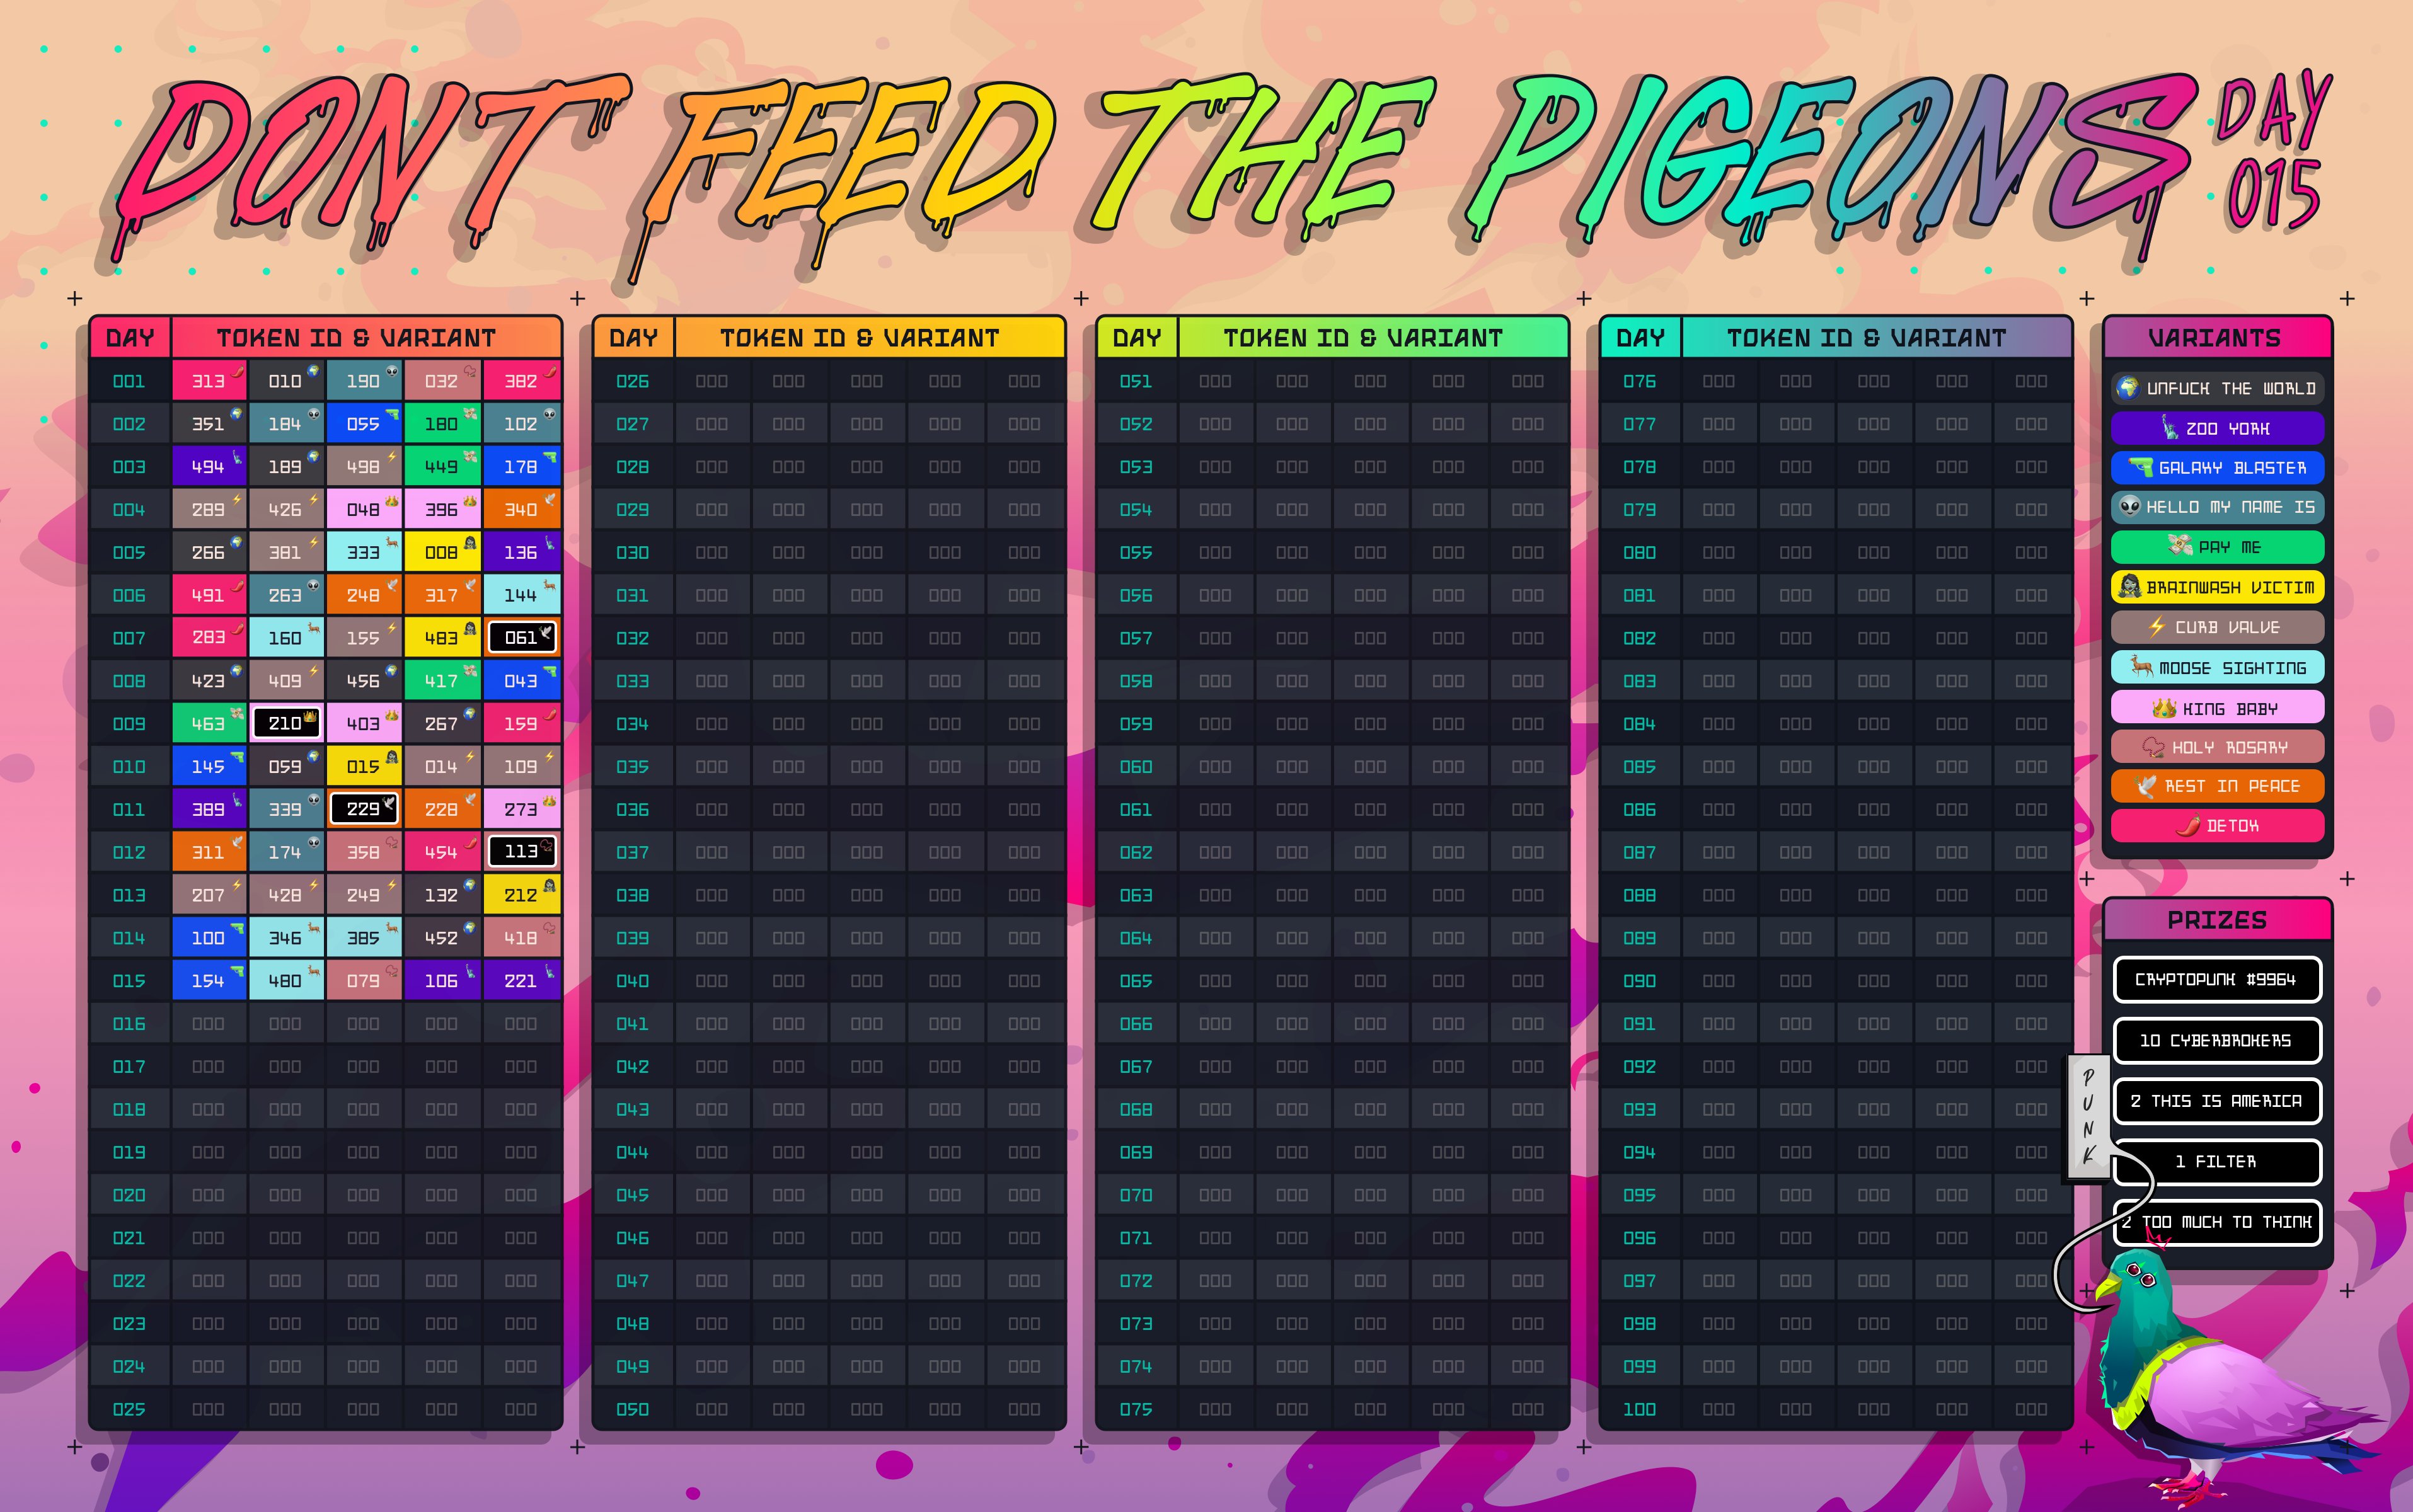 DONT FEED THE PIGEONS
DAY
015
DAY TOKEN ID & VARIANT
001 313 010 190 032 382
002 351 184 055 180 102
003 494 189 498 449 178
004 289 426 048 396 340
005 266 381 333 008 136
006 491 263 248 317 144
007 283 160 155 483 061
008 423 409 456 417 043
009 463 210 403 267 159
010 145 059 015 014 109
011 389 339 229 228 273
012 311 174 358 454 113
013 207 428 249 132 212
014 100 346 385 452 418
015 154 480 079 106 221
016 000 000 000 000 000
017 000 000 000 000 000
018 000 000 000 000 000
019 000 000 000 000 000
020 000 000 000 000 000
021 000 000 000 000 000
022 000 000 000 000 000
023 000 000 000 000 000
024 000 000 000 000 000
025 000 000 000 000 000
DAY TOKEN ID & VARIANT
026 000 000 000 000 000
027 000 000 000 000 000
028 000 000 000 000 000
029 000 000 000 000 000
030 000 000 000 000 000
031 000 000 000 000 000
032 000 000 000 000 000
033 000 000 000 000 000
034 000 000 000 000 000
035 000 000 000 000 000
036 000 000 000 000 000
037 000 000 000 000 000
038 000 000 000 000 000
039 000 000 000 000 000
040 000 000 000 000 000
041 000 000 000 000 000
042 000 000 000 000 000
043 000 000 000 000 000
044 000 000 000 000 000
045 000 000 000 000 000
046 000 000 000 000 000
047 000 000 000 000 000
048 000 000 000 000 000
049 000 000 000 000 000
050 000 000 000 000 000
DAY TOKEN ID & VARIANT
051 000 000 000 000 000
052 000 000 000 000 000
053 000 000 000 000 000
054 000 000 000 000 000
055 000 000 000 000 000
056 000 000 000 000 000
057 000 000 000 000 000
058 000 000 000 000 000
059 000 000 000 000 000
060 000 000 000 000 000
061 000 000 000 000 000
062 000 000 000 000 000
063 000 000 000 000 000
064 000 000 000 000 000
065 000 000 000 000 000
066 000 000 000 000 000
067 000 000 000 000 000
068 000 000 000 000 000
069 000 000 000 000 000
070 000 000 000 000 000
071 000 000 000 000 000
072 000 000 000 000 000
073 000 000 000 000 000
074 000 000 000 000 000
075 000 000 000 000 000
DAY TOKEN ID & VARIANT
076 000 000 000 000 000
077 000 000 000 000 000
078 000 000 000 000 000
079 000 000 000 000 000
080 000 000 000 000 000
081 000 000 000 000 000
082 000 000 000 000 000
083 000 000 000 000 000
084 000 000 000 000 000
085 000 000 000 000 000
086 000 000 000 000 000
087 000 000 000 000 000
088 000 000 000 000 000
089 000 000 000 000 000
090 000 000 000 000 000
091 000 000 000 000 000
092 000 000 000 000 000
093 000 000 000 000 000
094 000 000 000 000 000
095 000 000 000 000 000
096 000 000 000 000 000
097 000 000 000 000 000
098 000 000 000 000 000
099 000 000 000 000 000
100 000 000 000 000 000
VARIANTS
UNFUCK THE WORLD
ZOO YORK
GALAXY BLASTER
HELLO MY NAME IS
PAY ME
BRAINWASH VICTIM
CURB VALVE
MOOSE SIGHTING
KING BABY
HOLY ROSARY
REST IN PEACE
DETOX
PRIZES
CRYPTOPUNK #9964
10 CYBERBROKERS
2 THIS IS AMERICA
1 FILTER
2 TOO MUCH TO THINK
PUNK